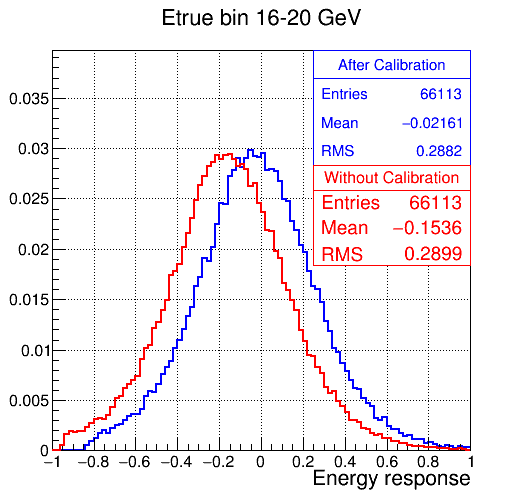 Etrue bin 16-20 GeV
After Calibration
Entries 66113
Mean −0.02161
RMS 0.2882
Without Calibration
Entries 66113
Mean −0.1536
RMS 0.2899
0.035
0.03
0.025
0.02
0.015
0.01
0.005
0
−1 −0.8 −0.6 −0.4 −0.2 0 0.2 0.4 0.6 0.8 1
Energy response